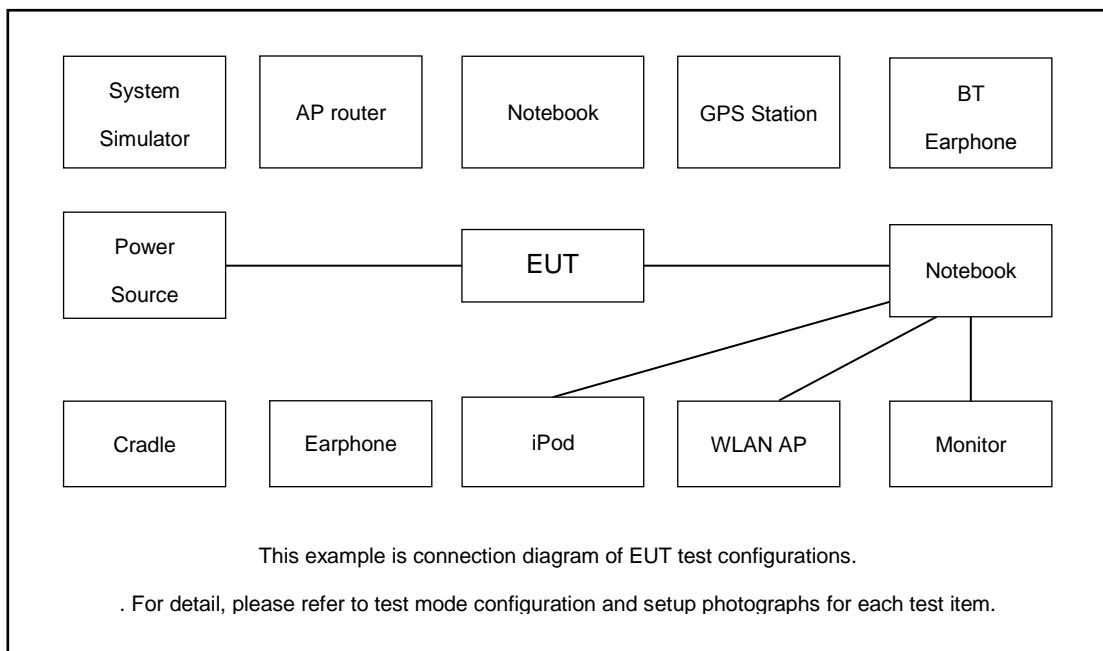 System
Simulator
AP router
Notebook
GPS Station
BT
Earphone
Power
Source
EUT
Notebook
Cradle
Earphone
iPod
WLAN AP
Monitor
This example is connection diagram of EUT test configurations.
. For detail, please refer to test mode configuration and setup photographs for each test item.